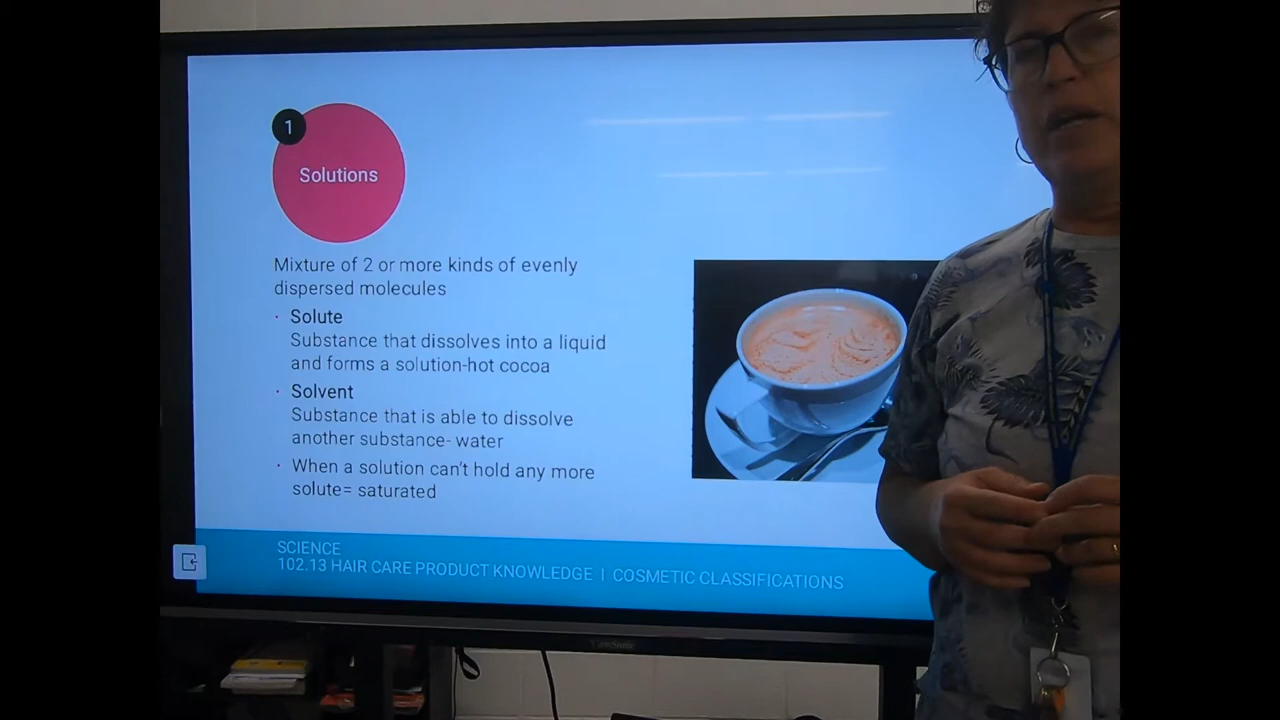 1
Solutions
Mixture of 2 or more kinds of evenly
dispersed molecules
· Solute
Substance that dissolves into a liquid
and forms a solution-hot cocoa
· Solvent
Substance that is able to dissolve
another substance- water
· When a solution can't hold any more
solute= saturated
SCIENCE
102.13 HAIR CARE PRODUCT KNOWLEDGE | COSMETIC CLASSIFICATIONS
ViewSonic